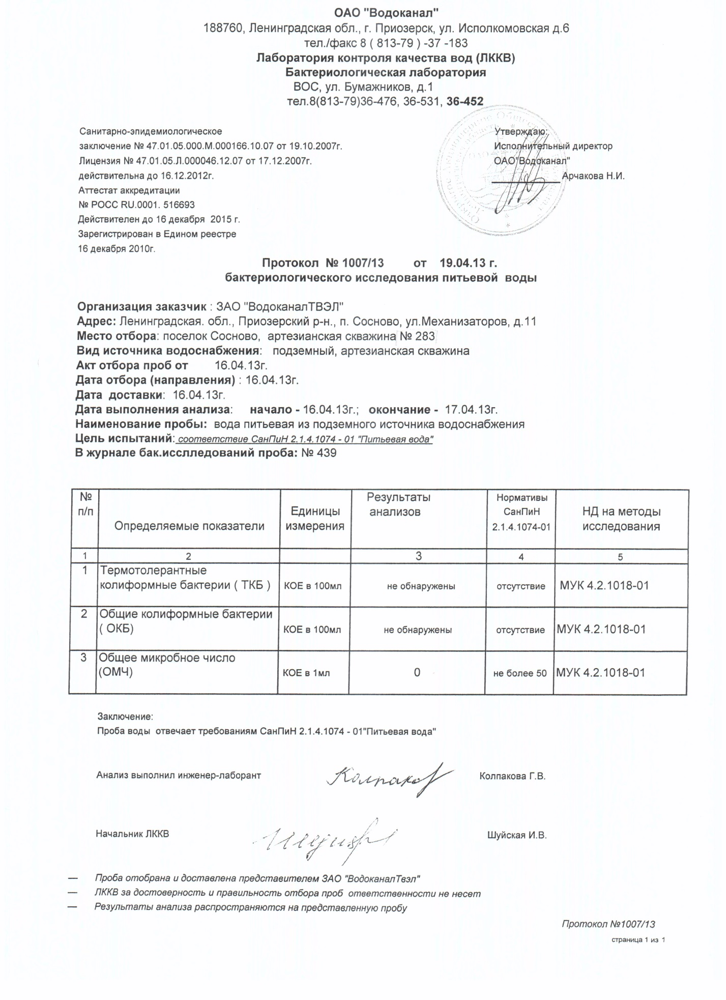 ОАО "Водоканал"
188760, Ленинградская обл., г. Приозерск, ул. Исполкомовская д.6
тел./факс 8 ( 813-79 ) -37 -183
Лаборатория контроля качества вод (ЛККВ)
Бактериологическая лаборатория
ВОС, ул. Бумажников, д.1
тел.8(813-79)36-476, 36-531, 36-452
Санитарно-эпидемиологическое
заключение № 47.01.05.000.М.000166.10.07 от 19.10.2007г.
Лицензия № 47.01.05.Л.000046.12.07 от 17.12.2007г.
действительна до 16.12.2012г.
Аттестат аккредитации
№ РОСС RU.0001. 516693
Действителен до 16 декабря 2015 г.
Зарегистрирован в Едином реестре
16 декабря 2010г.
Утверждаю:
Исполнительный директор
ОАО"Водоканал"
Арчакова Н.И.
Протокол № 1007/13 от 19.04.13 г.
бактериологического исследования питьевой воды
Организация заказчик : ЗАО "ВодоканалТВЭЛ"
Адрес: Ленинградская. обл., Приозерский р-н., п. Сосново, ул.Механизаторов, д.11
Место отбора: поселок Сосново, артезианская скважина № 283
Вид источника водоснабжения: подземный, артезианская скважина
Акт отбора проб от 16.04.13г.
Дата отбора (направления) : 16.04.13г.
Дата доставки: 16.04.13г.
Дата выполнения анализа: начало - 16.04.13г.; окончание - 17.04.13г.
Наименование пробы: вода питьевая из подземного источника водоснабжения
Цель испытаний: соответствие СанПиН 2.1.4.1074 - 01 "Питьевая вода"
В журнале бак.исслледований проба: № 439
№ п/п Определяемые показатели Единицы измерения Результаты анализов Нормативы СанПиН 2.1.4.1074-01 НД на методы исследования
1 2 3 4 5
1 Термотолерантные
колиформные бактерии ( ТКБ ) КОЕ в 100мл не обнаружены отсутствие МУК 4.2.1018-01
2 Общие колиформные бактерии
( ОКБ) КОЕ в 100мл не обнаружены отсутствие МУК 4.2.1018-01
3 Общее микробное число
(ОМЧ) КОЕ в 1мл 0 не более 50 МУК 4.2.1018-01
Заключение:
Проба воды отвечает требованиям СанПиН 2.1.4.1074 - 01"Питьевая вода"
Анализ выполнил инженер-лаборант Колпакова Г.В.
Начальник ЛККВ Шуйская И.В.
— Проба отобрана и доставлена представителем ЗАО "ВодоканалТвэл"
— ЛККВ за достоверность и правильность отбора проб ответственности не несет
— Результаты анализа распространяются на представленную пробу
Протокол №1007/13
страница 1 из 1